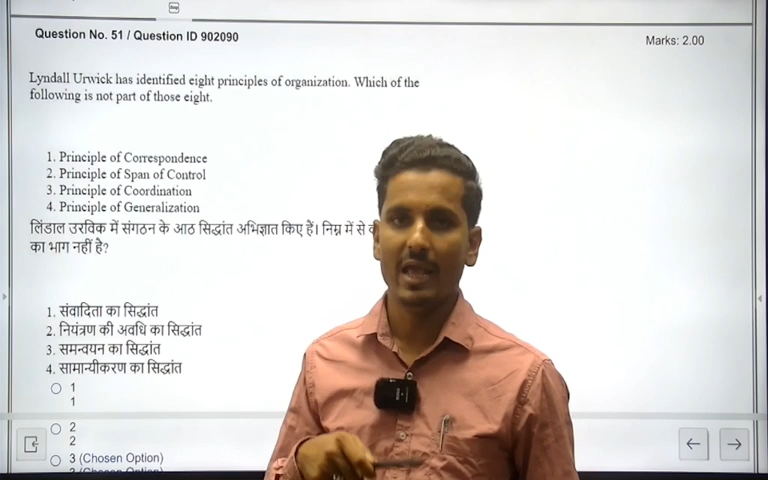 Question No. 51 / Question ID 902090
Marks: 2.00
Lyndall Urwick has identified eight principles of organization. Which of the
following is not part of those eight.
1. Principle of Correspondence
2. Principle of Span of Control
3. Principle of Coordination
4. Principle of Generalization
लिंडाल उरविक में संगठन के आठ सिद्धांत अभिज्ञात किए हैं। निम्न में से
का भाग नहीं है?
1. संवादिता का सिद्धांत
2. नियंत्रण की अवधि का सिद्धांत
3. समन्वयन का सिद्धांत
4. सामान्यीकरण का सिद्धांत
1
1
2
2
3 (Chosen Option)
3 (Chosen Option)